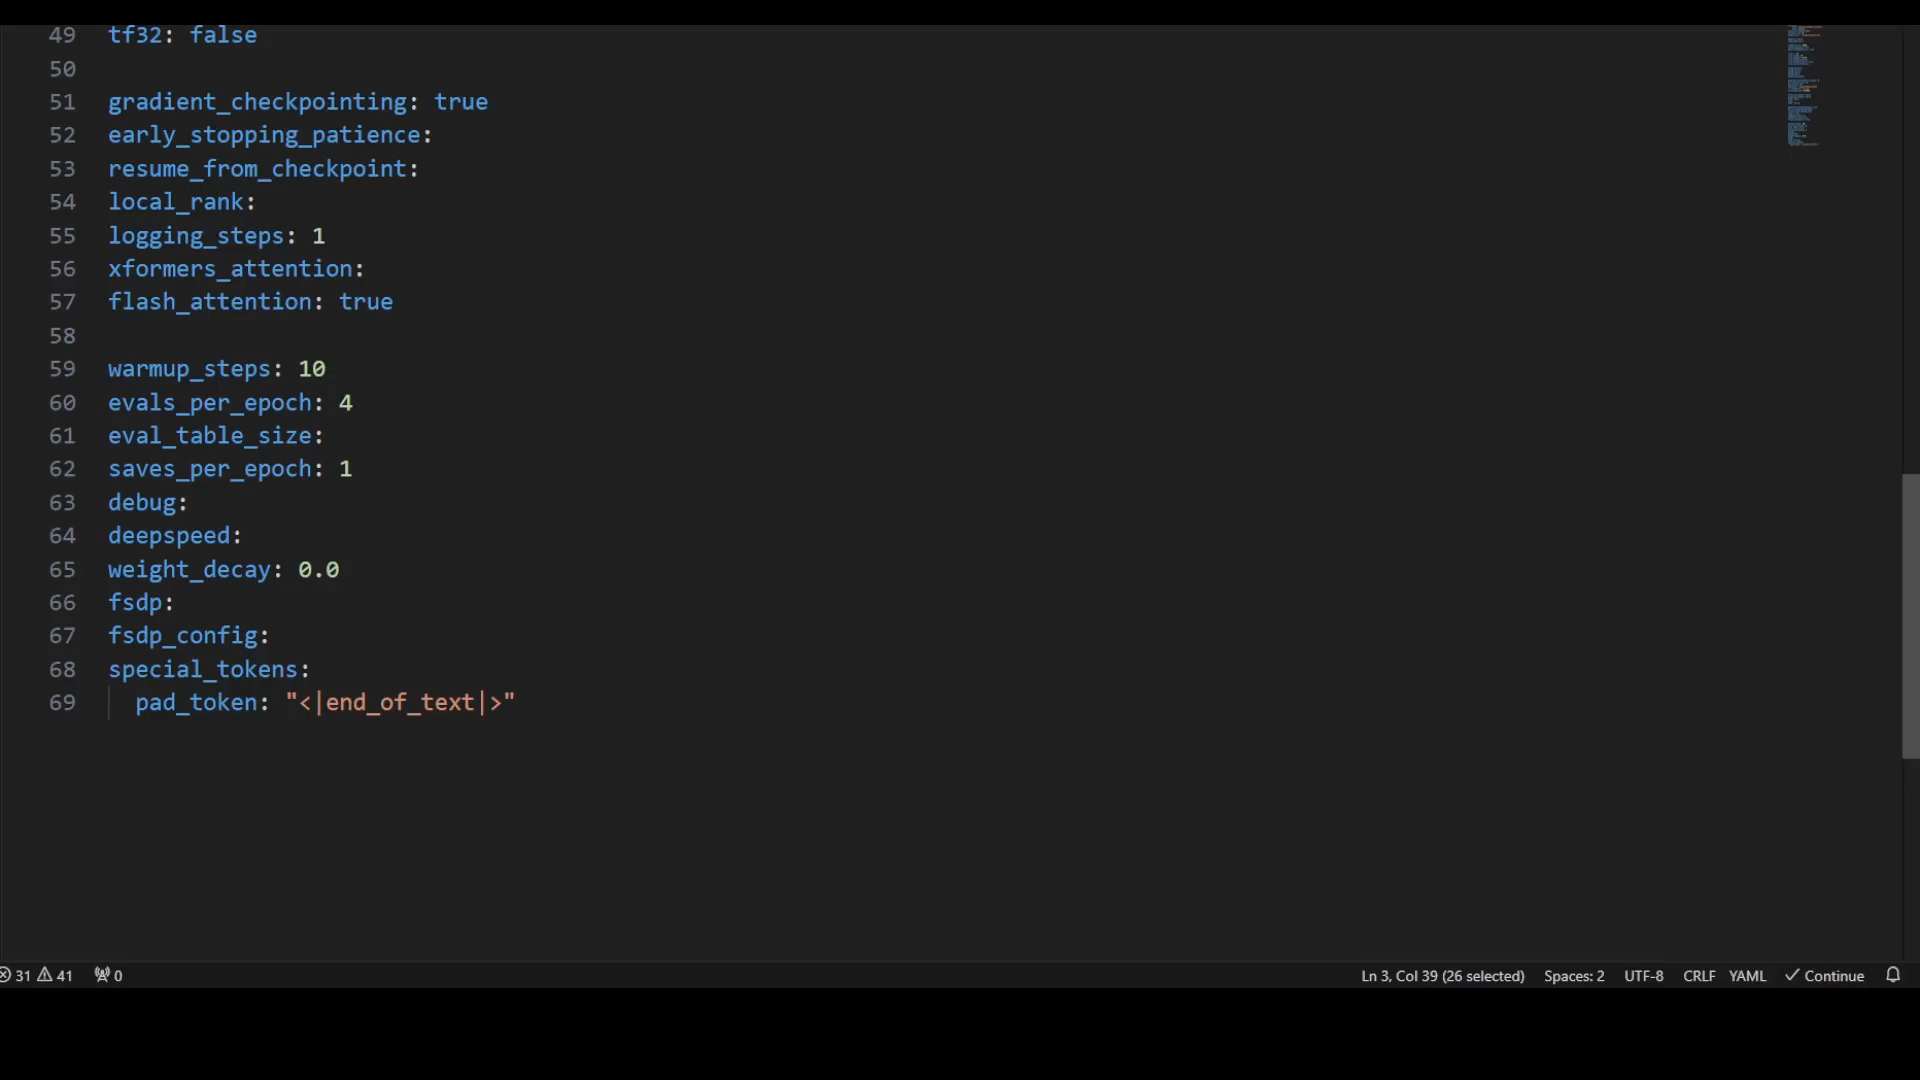 49 tf32: false
50
51 gradient_checkpointing: true
52 early_stopping_patience:
53 resume_from_checkpoint:
54 local_rank:
55 logging_steps: 1
56 xformers_attention:
57 flash_attention: true
58
59 warmup_steps: 10
60 evals_per_epoch: 4
61 eval_table_size:
62 saves_per_epoch: 1
63 debug:
64 deepspeed:
65 weight_decay: 0.0
66 fsdp:
67 fsdp_config:
68 special_tokens:
69   pad_token: "<|end_of_text|>"
31 41 0 Ln 3, Col 39 (26 selected) Spaces: 2 UTF-8 CRLF YAML Continue